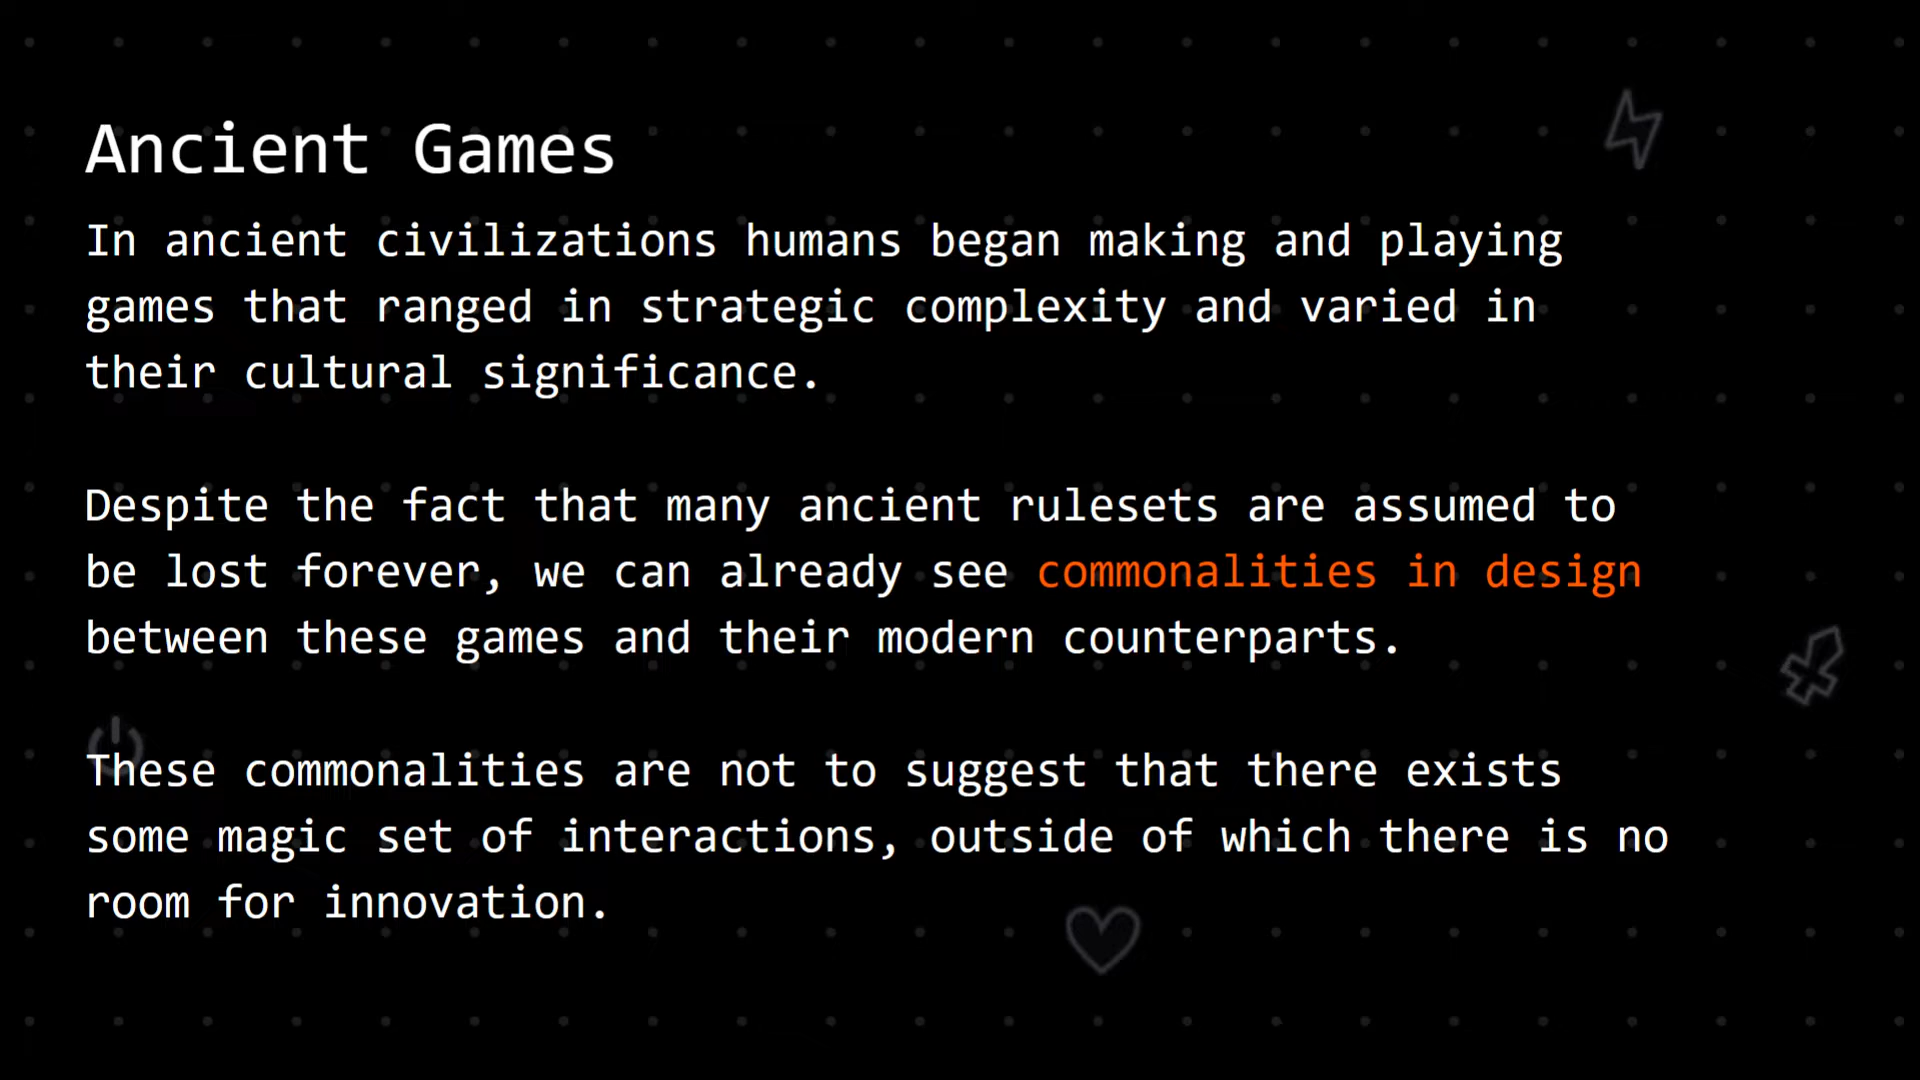 Ancient Games
In ancient civilizations humans began making and playing
games that ranged in strategic complexity and varied in
their cultural significance.
Despite the fact that many ancient rulesets are assumed to
be lost forever, we can already see commonalities in design
between these games and their modern counterparts.
These commonalities are not to suggest that there exists
some magic set of interactions, outside of which there is no
room for innovation.